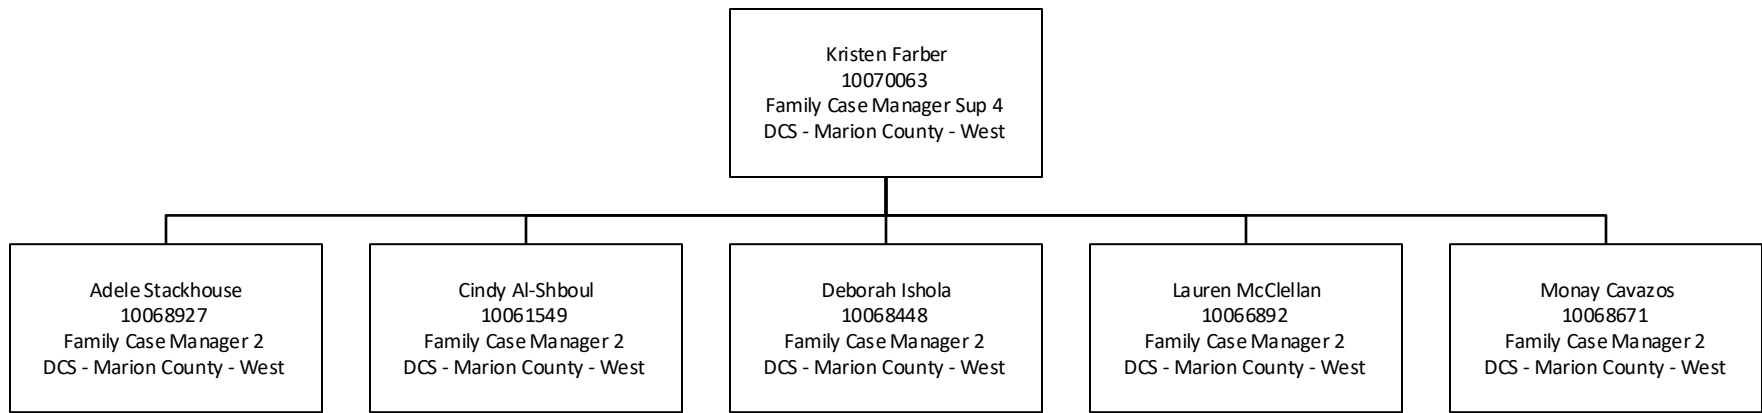 Kristen Farber
10070063
Family Case Manager Sup 4
DCS - Marion County - West
Adele Stackhouse
10068927
Family Case Manager 2
DCS - Marion County - West
Cindy Al-Shboul
10061549
Family Case Manager 2
DCS - Marion County - West
Deborah Ishola
10068448
Family Case Manager 2
DCS - Marion County - West
Lauren McClellan
10066892
Family Case Manager 2
DCS - Marion County - West
Monay Cavazos
10068671
Family Case Manager 2
DCS - Marion County - West